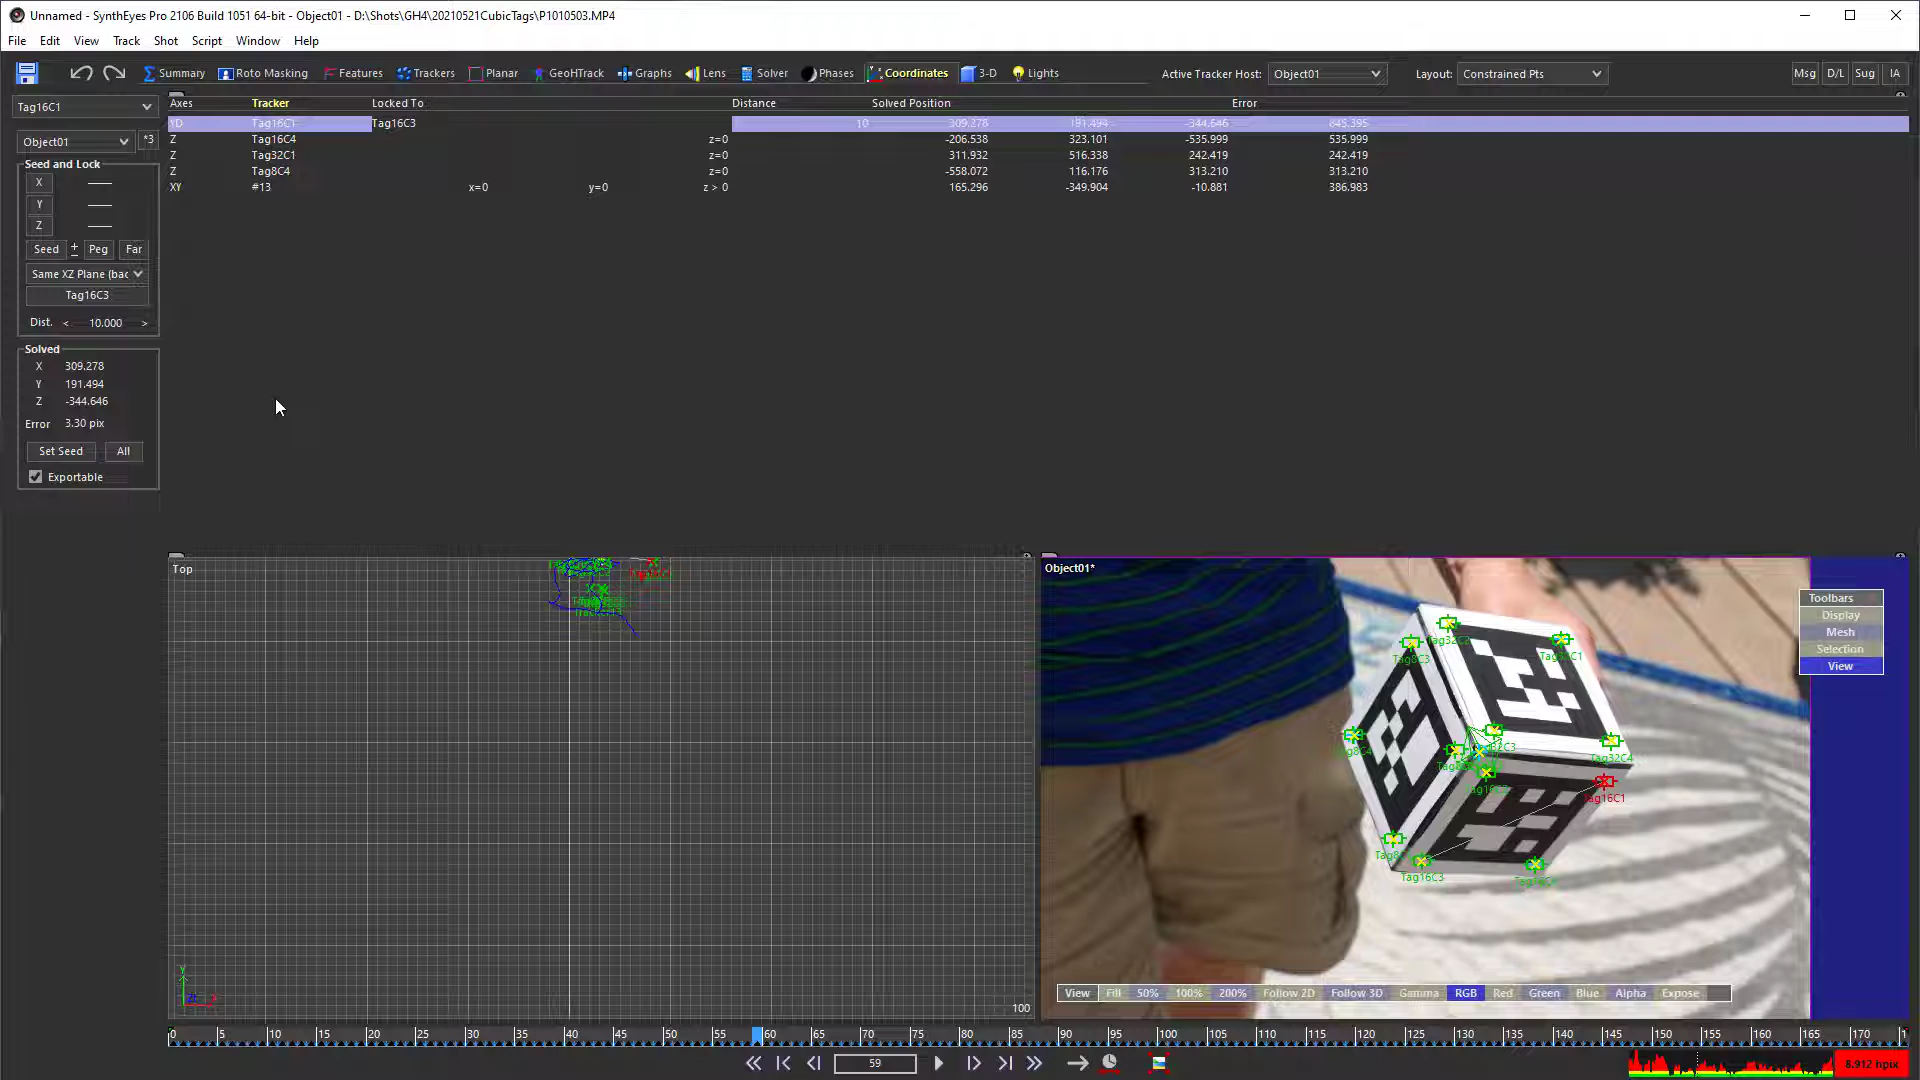 Unnamed - SynthEyes Pro 2106 Build 1051 64-bit - Object01 - D:\Shots\GH4\20210521CubicTags\P1010503.MP4
File Edit View Track Shot Script Window Help
Summary Roto Masking Features Trackers Planar GeoHTrack Graphs Lens Solver Phases Coordinates 3-D Lights Active Tracker Host: Object01 Layout: Constrained Pts Msg D/L Sug IA
Tag16C1
Axes Tracker Locked To Distance Solved Position Error
YD Tag16C1 Tag16C3 10 309.278 191.494 -344.646 845.395
Z Tag16C4 z=0 -206.538 323.101 -535.999 535.999
Z Tag32C1 z=0 311.932 516.338 242.419 242.419
Z Tag8C4 z=0 -558.072 116.176 313.210 313.210
XY #13 x=0 y=0 z > 0 165.296 -349.904 -10.881 386.983
Object01 *3
Seed and Lock
X
Y
Z
Seed + Peg Far
Same XZ Plane (bac
Tag16C3
Dist. < 10.000 >
Solved
X 309.278
Y 191.494
Z -344.646
Error 3.30 pix
Set Seed All
Exportable
Top
Y
100
Object01*
Toolbars
Display
Mesh
Selection
View
Tag32C2
Tag8C3
Tag32C1
Tag8C4
Tag32C4
Tag16C1
Tag16C3
View Fill 50% 100% 200% Follow 2D Follow 3D Gamma RGB Red Green Blue Alpha Expose
0 5 10 15 20 25 30 35 40 45 50 55 60 65 70 75 80 85 90 95 100 105 110 115 120 125 130 135 140 145 150 155 160 165 170
59
8.912 hpix